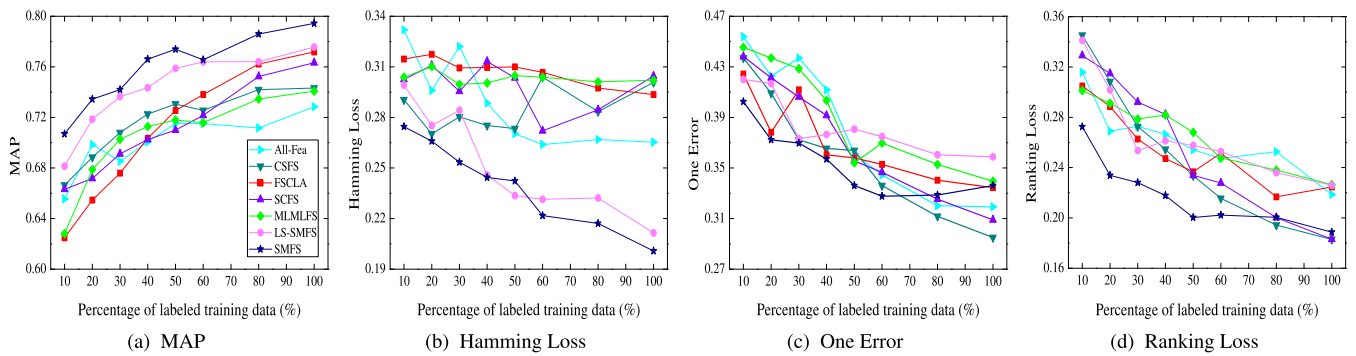 0.80
0.76
0.72
0.68
0.64
0.60
MAP
10 20 30 40 50 60 80 100
Percentage of labeled training data (%)
All-Fea
CSFS
FSCLA
SCFS
MLMLFS
LS-SMFS
SMFS
(a) MAP
0.34
0.31
0.28
0.25
0.22
0.19
Hamming Loss
10 20 30 40 50 60 80 100
Percentage of labeled training data (%)
(b) Hamming Loss
0.47
0.43
0.39
0.35
0.31
0.27
One Error
10 20 30 40 50 60 80 100
Percentage of labeled training data (%)
(c) One Error
0.36
0.32
0.28
0.24
0.20
0.16
Ranking Loss
10 20 30 40 50 60 80 100
Percentage of labeled training data (%)
(d) Ranking Loss